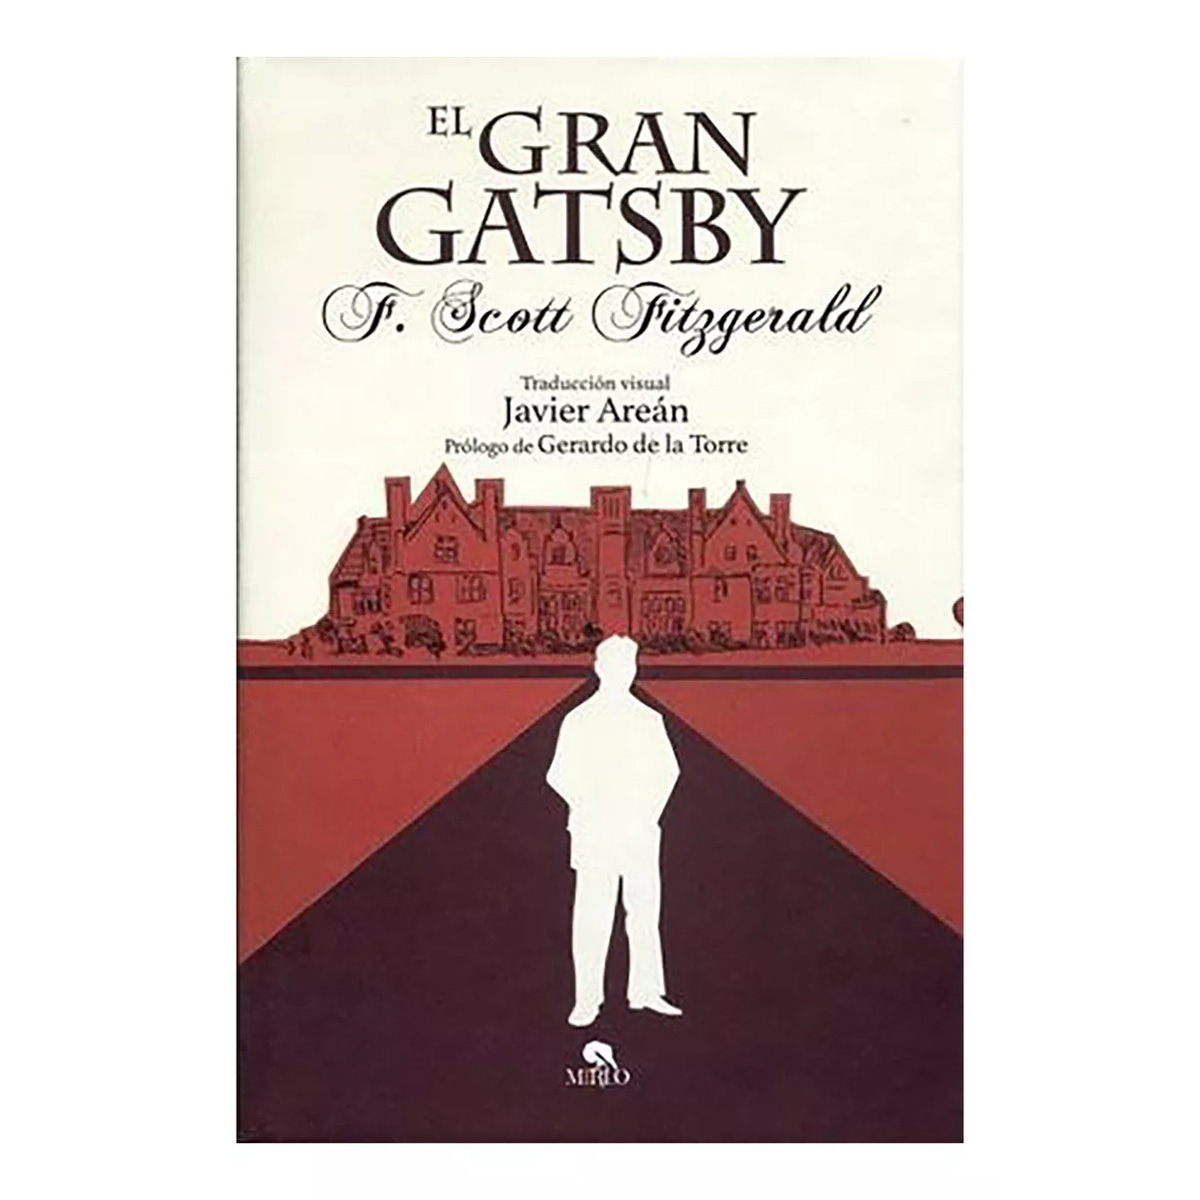 EL GRAN
GATSBY
F. Scott Fitzgerald
Traducción visual
Javier Areán
Prólogo de Gerardo de la Torre
MIRLO